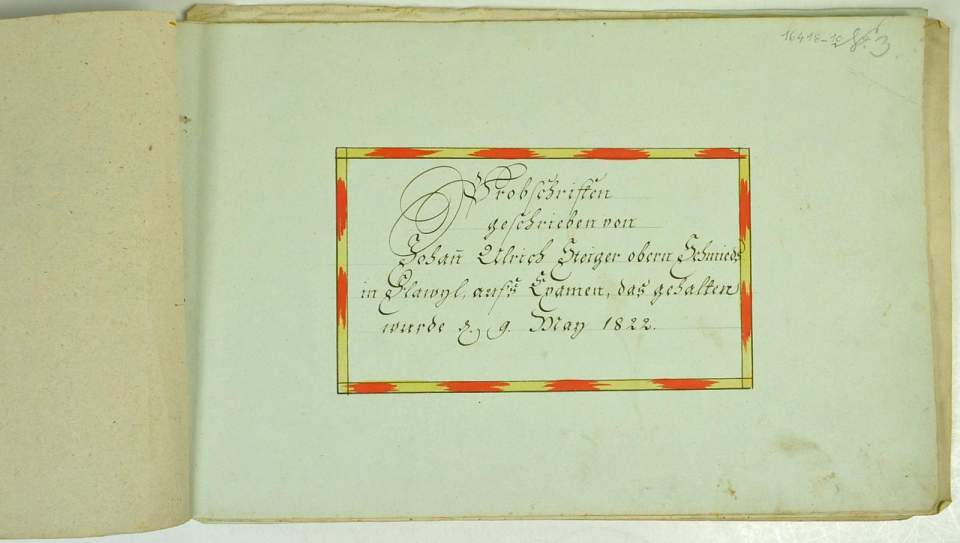 16418-10
N. 3
Probschriften
geschrieben von
Johañ Ulrich Steiger obern Schmieds
in Flawyl, aufs Examen, das gehalten
wurde d. 9. May 1822.